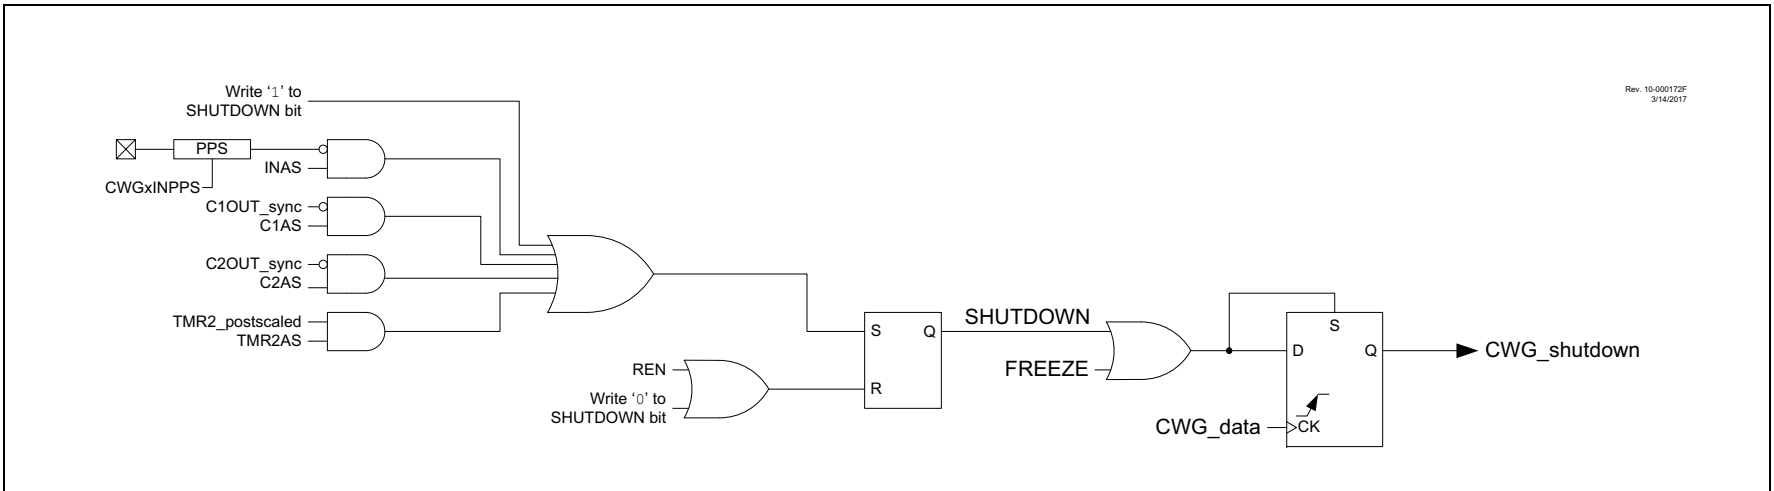 Write ‘1’ to
SHUTDOWN bit
Rev. 10-000172F
3/14/2017
PPS
INAS
CWGxINPPS
C1OUT_sync
C1AS
C2OUT_sync
C2AS
TMR2_postscaled
TMR2AS
SHUTDOWN
S
S
Q
D
Q
CWG_shutdown
REN
FREEZE
R
Write ‘0’ to
SHUTDOWN bit
CWG_data
CK